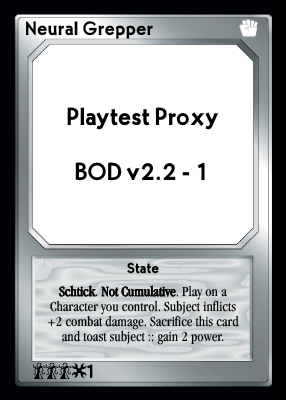 Neural Grepper
Playtest Proxy
BOD v2.2 - 1
State
Schtick. Not Cumulative. Play on a
Character you control. Subject inflicts
+2 combat damage. Sacrifice this card
and toast subject :: gain 2 power.
1